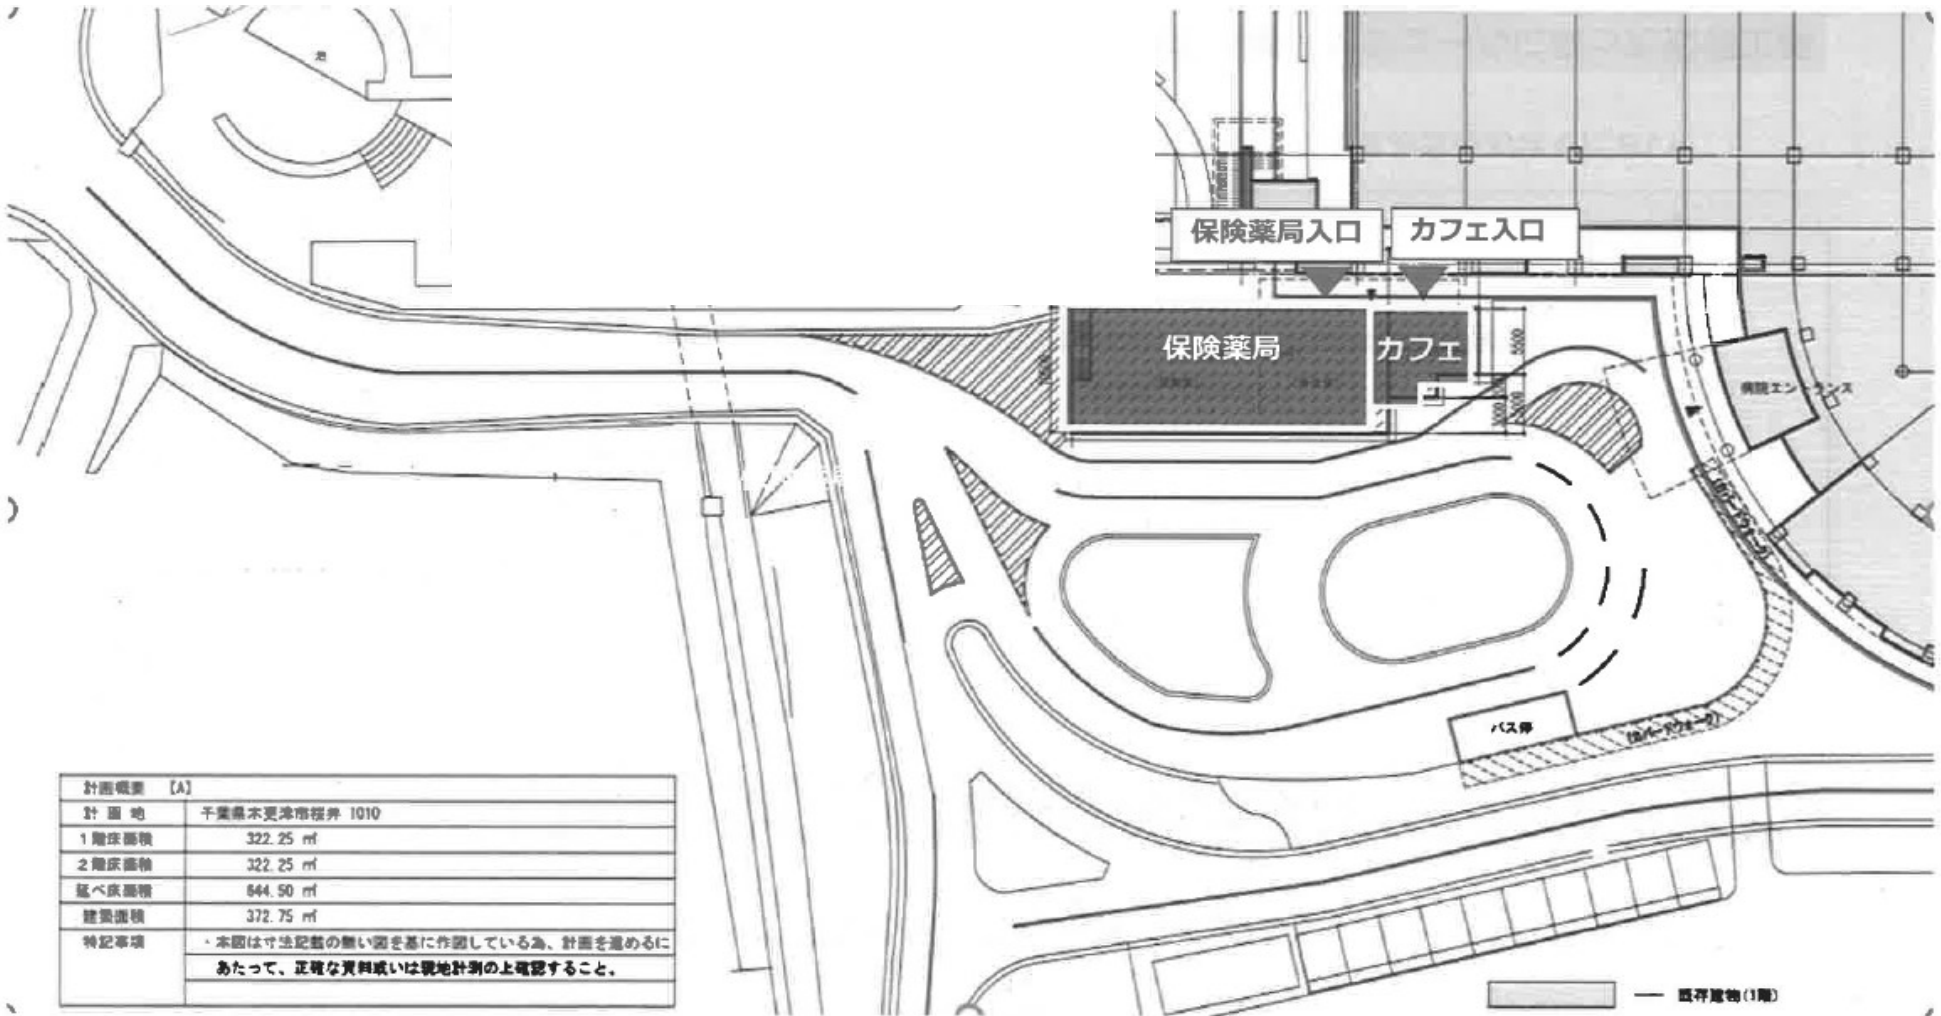 池
保険薬局入口
カフェ入口
保険薬局
カフェ
5500
病院エントランス
バス停
計画概要 【A】
計画地 千葉県木更津市桜井 1010
1階床面積 322.25 ㎡
2階床面積 322.25 ㎡
延べ床面積 644.50 ㎡
建築面積 372.75 ㎡
特記事項 ・本図は寸法記載の無い図を基に作図している為、計画を進めるに
あたって、正確な資料或いは現地計測の上確認すること。
既存建物(1階)